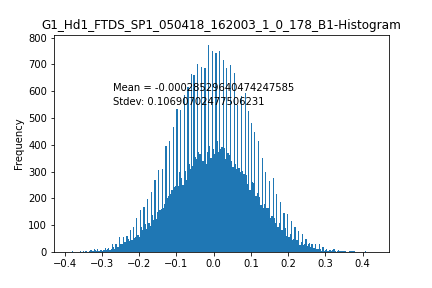 G1_Hd1_FTDS_SP1_050418_162003_1_0_178_B1-Histogram
800
700
600
500
400
300
200
100
0
Frequency
Mean = -0.00028529640474247585
Stdev: 0.10690702477506231
−0.4 −0.3 −0.2 −0.1 0.0 0.1 0.2 0.3 0.4